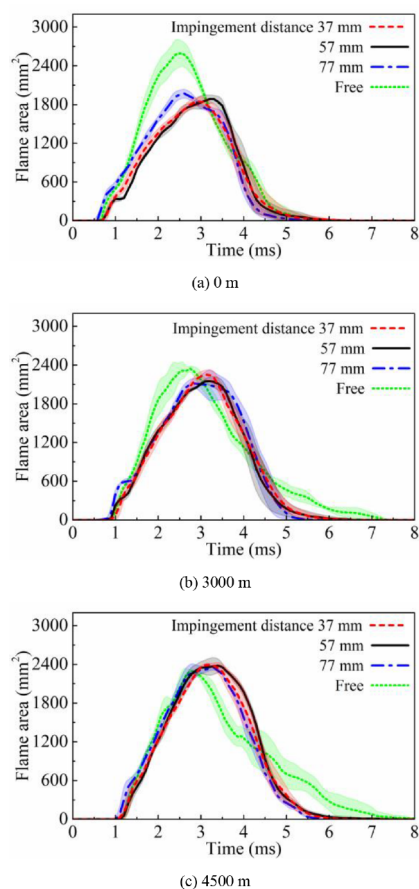 Impingement distance 37 mm
57 mm
77 mm
Free
Flame area (mm²)
3000
2400
1800
1200
600
0
0 1 2 3 4 5 6 7 8
Time (ms)
(a) 0 m
Impingement distance 37 mm
57 mm
77 mm
Free
Flame area (mm²)
3000
2400
1800
1200
600
0
0 1 2 3 4 5 6 7 8
Time (ms)
(b) 3000 m
Impingement distance 37 mm
57 mm
77 mm
Free
Flame area (mm²)
3000
2400
1800
1200
600
0
0 1 2 3 4 5 6 7 8
Time (ms)
(c) 4500 m